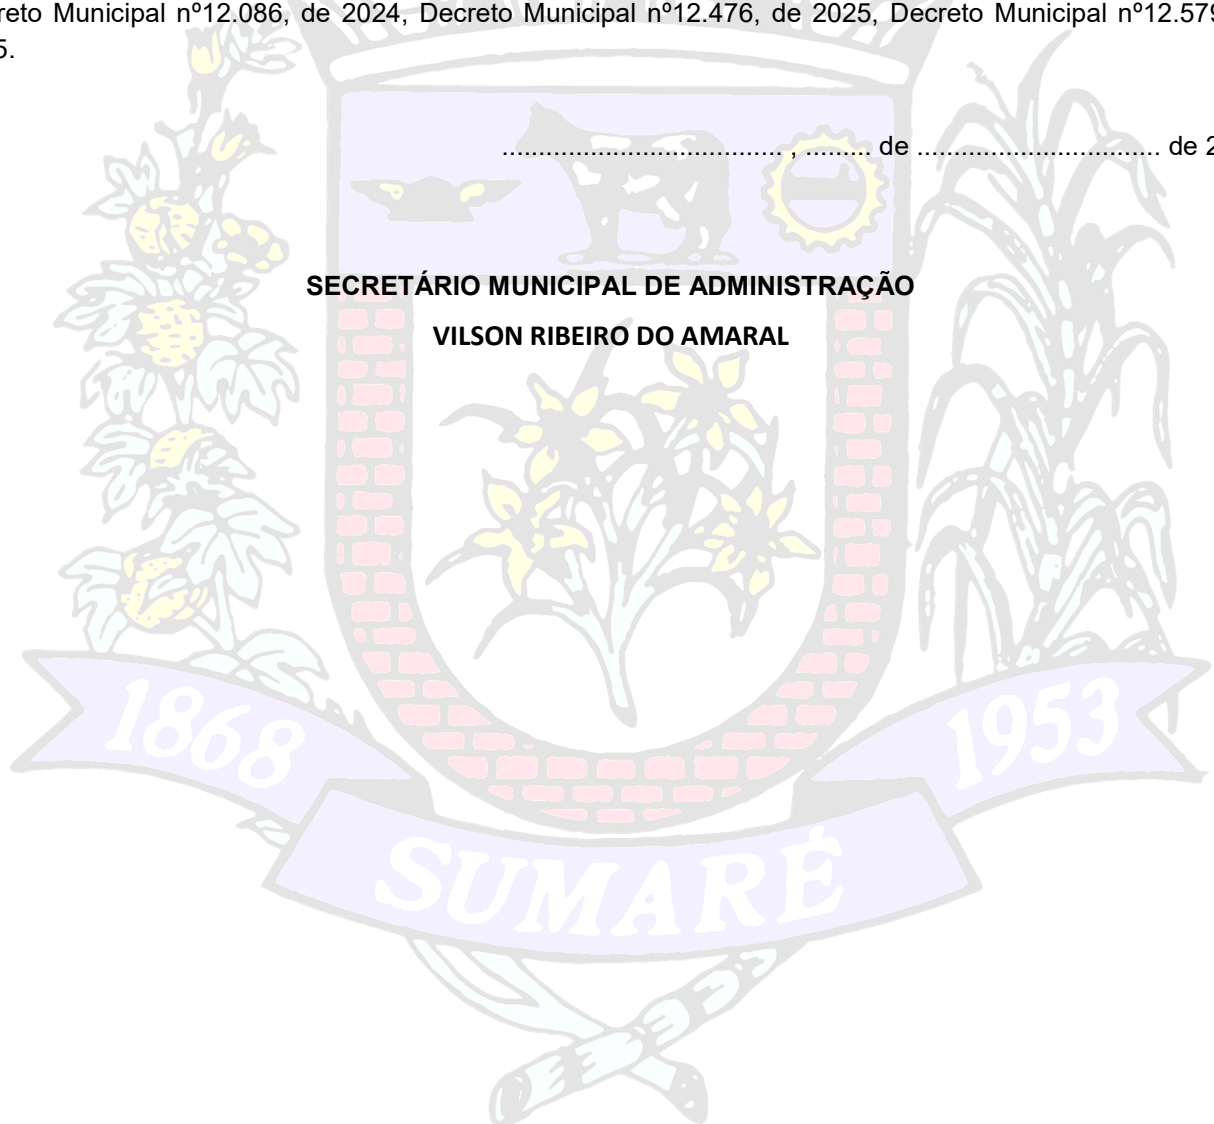 reto Municipal nº12.086, de 2024, Decreto Municipal nº12.476, de 2025, Decreto Municipal nº12.579
5.
...................................... , ......... de ................................. de 2
SECRETÁRIO MUNICIPAL DE ADMINISTRAÇÃO
VILSON RIBEIRO DO AMARAL
1868
1953
SUMARÉ